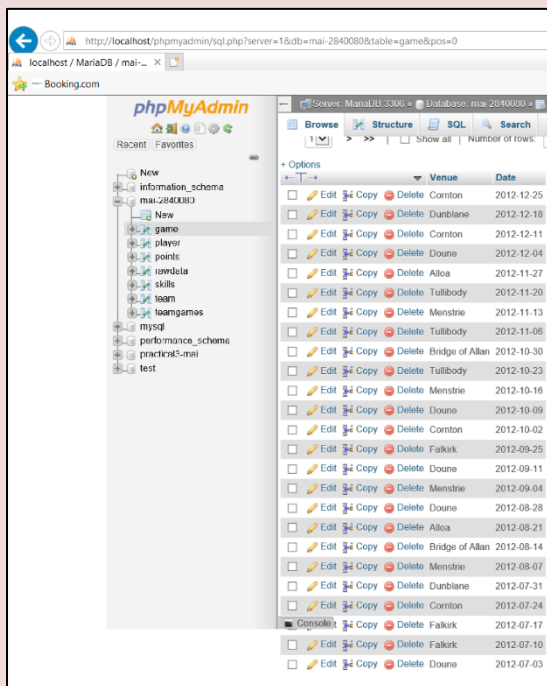 http://localhost/phpmyadmin/sql.php?server=1&db=mai-2840080&table=game&pos=0
localhost / MariaDB / mai-...
Booking.com
phpMyAdmin
Recent Favorites
New
information_schema
mai-2840080
New
game
player
points
rawdata
skills
team
teamgames
mysql
performance_schema
practical3-mai
test
Server: MariaDB:3306 » Database: mai-2840080 »
Browse Structure SQL Search
1 > >> Show all Number of rows:
+ Options
←T→ Venue Date
Edit Copy Delete Cornton 2012-12-25
Edit Copy Delete Dunblane 2012-12-18
Edit Copy Delete Cornton 2012-12-11
Edit Copy Delete Doune 2012-12-04
Edit Copy Delete Alloa 2012-11-27
Edit Copy Delete Tullibody 2012-11-20
Edit Copy Delete Menstrie 2012-11-13
Edit Copy Delete Tullibody 2012-11-06
Edit Copy Delete Bridge of Allan 2012-10-30
Edit Copy Delete Tullibody 2012-10-23
Edit Copy Delete Menstrie 2012-10-16
Edit Copy Delete Doune 2012-10-09
Edit Copy Delete Cornton 2012-10-02
Edit Copy Delete Falkirk 2012-09-25
Edit Copy Delete Doune 2012-09-11
Edit Copy Delete Menstrie 2012-09-04
Edit Copy Delete Doune 2012-08-28
Edit Copy Delete Alloa 2012-08-21
Edit Copy Delete Bridge of Allan 2012-08-14
Edit Copy Delete Menstrie 2012-08-07
Edit Copy Delete Dunblane 2012-07-31
Edit Copy Delete Cornton 2012-07-24
Console Copy Delete Falkirk 2012-07-17
Edit Copy Delete Falkirk 2012-07-10
Edit Copy Delete Doune 2012-07-03